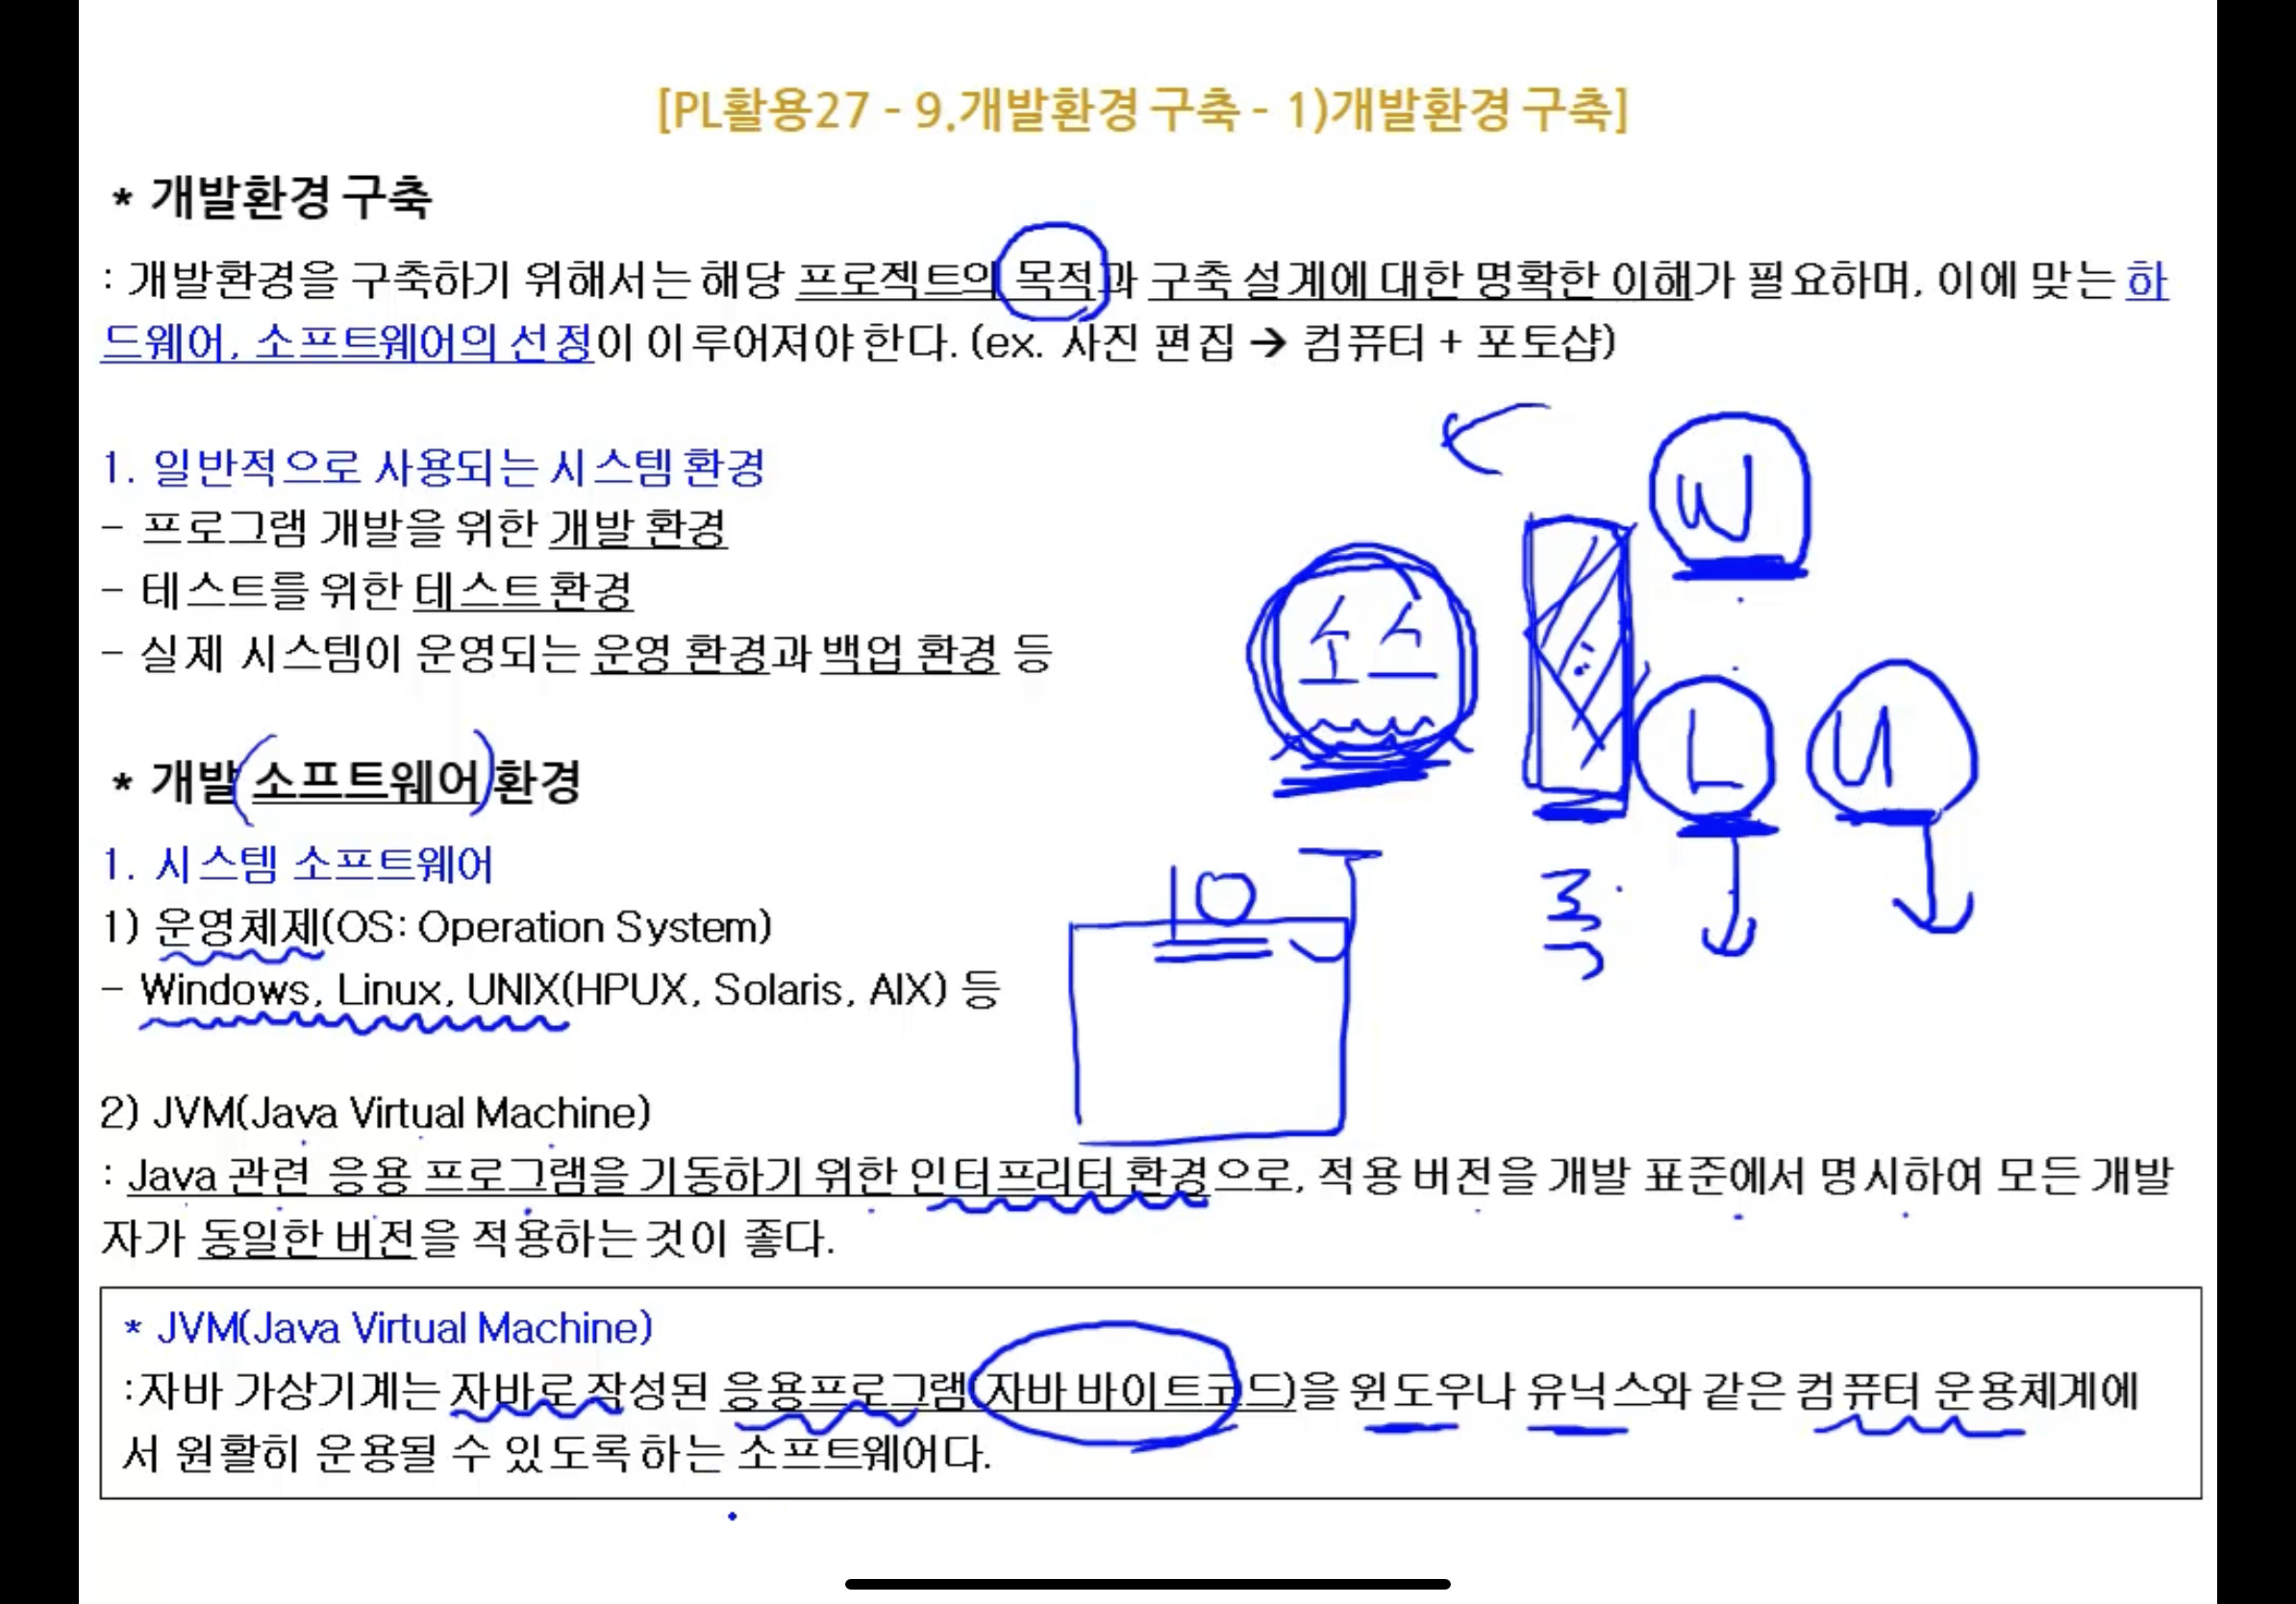 [PL활용27 - 9.개발환경 구축 - 1)개발환경 구축]
* 개발환경 구축
: 개발환경을 구축하기 위해서는 해당 프로젝트의 목적과 구축 설계에 대한 명확한 이해가 필요하며, 이에 맞는 하
드웨어, 소프트웨어의 선정이 이루어져야 한다. (ex. 사진 편집 → 컴퓨터 + 포토샵)
1. 일반적으로 사용되는 시스템 환경
- 프로그램 개발을 위한 개발 환경
- 테스트를 위한 테스트 환경
- 실제 시스템이 운영되는 운영 환경과 백업 환경 등
W
소스
L U
* 개발 소프트웨어 환경
1. 시스템 소프트웨어
1) 운영체제(OS: Operation System)
10
- Windows, Linux, UNIX(HPUX, Solaris, AIX) 등
2) JVM(Java Virtual Machine)
: Java 관련 응용 프로그램을 기동하기 위한 인터프리터 환경으로, 적용 버전을 개발 표준에서 명시하여 모든 개발
자가 동일한 버전을 적용하는것이 좋다.
* JVM(Java Virtual Machine)
:자바 가상기계는 자바로 작성된 응용프로그램(자바 바이트코드)을 윈도우나 유닉스와 같은 컴퓨터 운용체계에
서 원활히 운용될 수 있도록 하는 소프트웨어다.